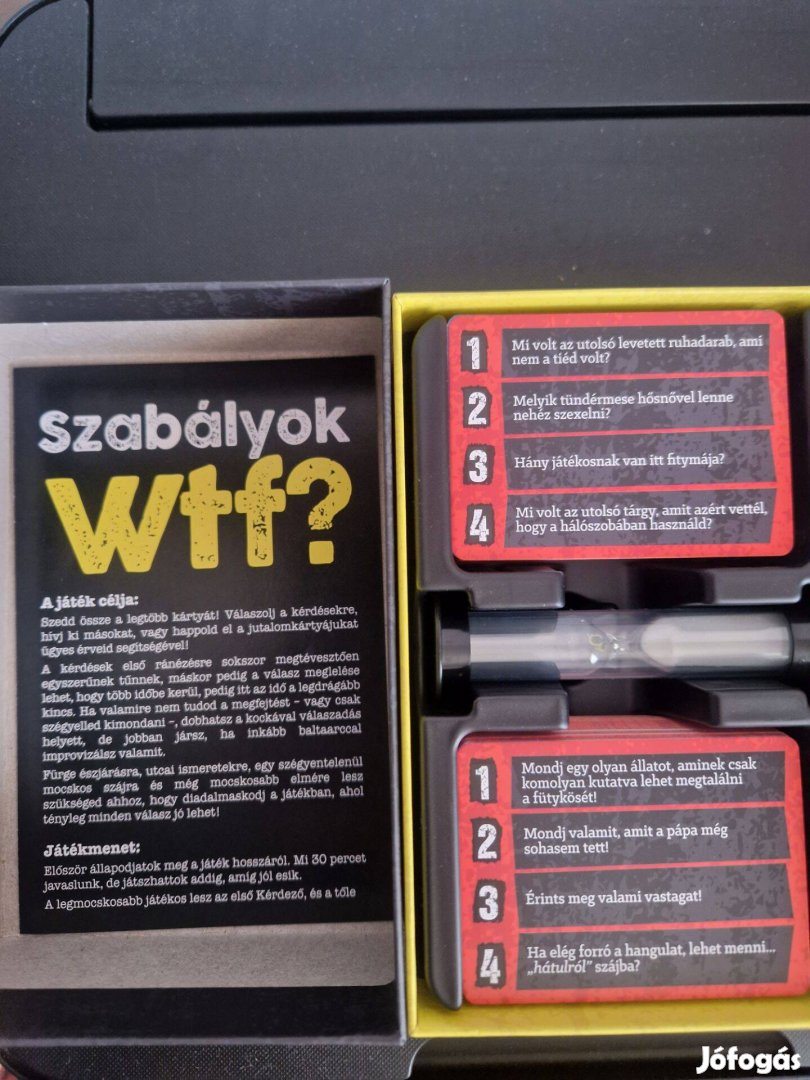 Szabályok
Wtf?
A játék célja:
Szedd össze a legtöbb kártyát! Válaszolj a kérdésekre,
hívj ki másokat, vagy happold el a jutalomkártyájukat
ügyes érveid segítségével!
A kérdések első ránézésre sokszor megtévesztően
egyszerűnek tűnnek, máskor pedig a válasz meglelése
lehet, hogy több időbe kerül, pedig itt az idő a legdrágább
kincs. Ha valamire nem tudod a megfejtést – vagy csak
szégyelled kimondani –, dobhatsz a kockával válaszadás
helyett, de jobban jársz, ha inkább baltaarccal
improvizálsz valamit.
Fürge észjárásra, utcai ismeretekre, egy szégyentelenül
mocskos szájra és még mocskosabb elmére lesz
szükséged ahhoz, hogy diadalmaskodj a játékban, ahol
tényleg minden válasz jó lehet!
Játékmenet:
Először állapodjatok meg a játék hosszáról. Mi 30 percet
javaslunk, de játszhattok addig, amíg jól esik.
A legmocskosabb játékos lesz az első Kérdező, és a tőle
1 Mi volt az utolsó levetett ruhadarab, ami
nem a tiéd volt?
2 Melyik tündérmese hősnővel lenne
nehéz szexelni?
3 Hány játékosnak van itt fitymája?
4 Mi volt az utolsó tárgy, amit azért vettél,
hogy a hálószobában használd?
1 Mondj egy olyan állatot, aminek csak
komolyan kutatva lehet megtalálni
a fütykösét!
2 Mondj valamit, amit a pápa még
sohasem tett!
3 Érints meg valami vastagat!
4 Ha elég forró a hangulat, lehet menni...
„hátulról” szájba?
Jófogás